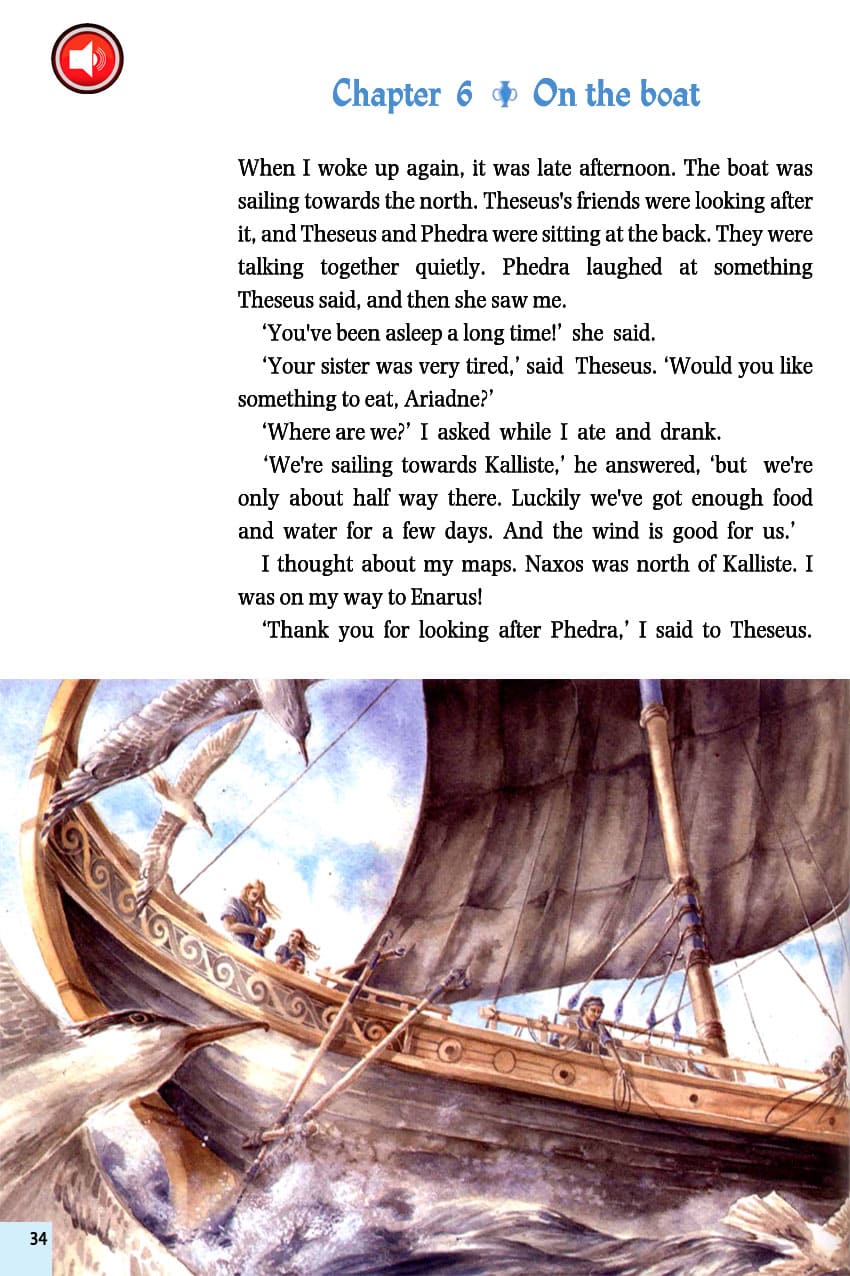 Chapter 6 On the boat
When I woke up again, it was late afternoon. The boat was
sailing towards the north. Theseus's friends were looking after
it, and Theseus and Phedra were sitting at the back. They were
talking together quietly. Phedra laughed at something
Theseus said, and then she saw me.
‘You've been asleep a long time!’ she said.
‘Your sister was very tired,’ said Theseus. ‘Would you like
something to eat, Ariadne?’
‘Where are we?’ I asked while I ate and drank.
‘We're sailing towards Kalliste,’ he answered, ‘but we're
only about half way there. Luckily we've got enough food
and water for a few days. And the wind is good for us.’
I thought about my maps. Naxos was north of Kalliste. I
was on my way to Enarus!
‘Thank you for looking after Phedra,’ I said to Theseus.
34